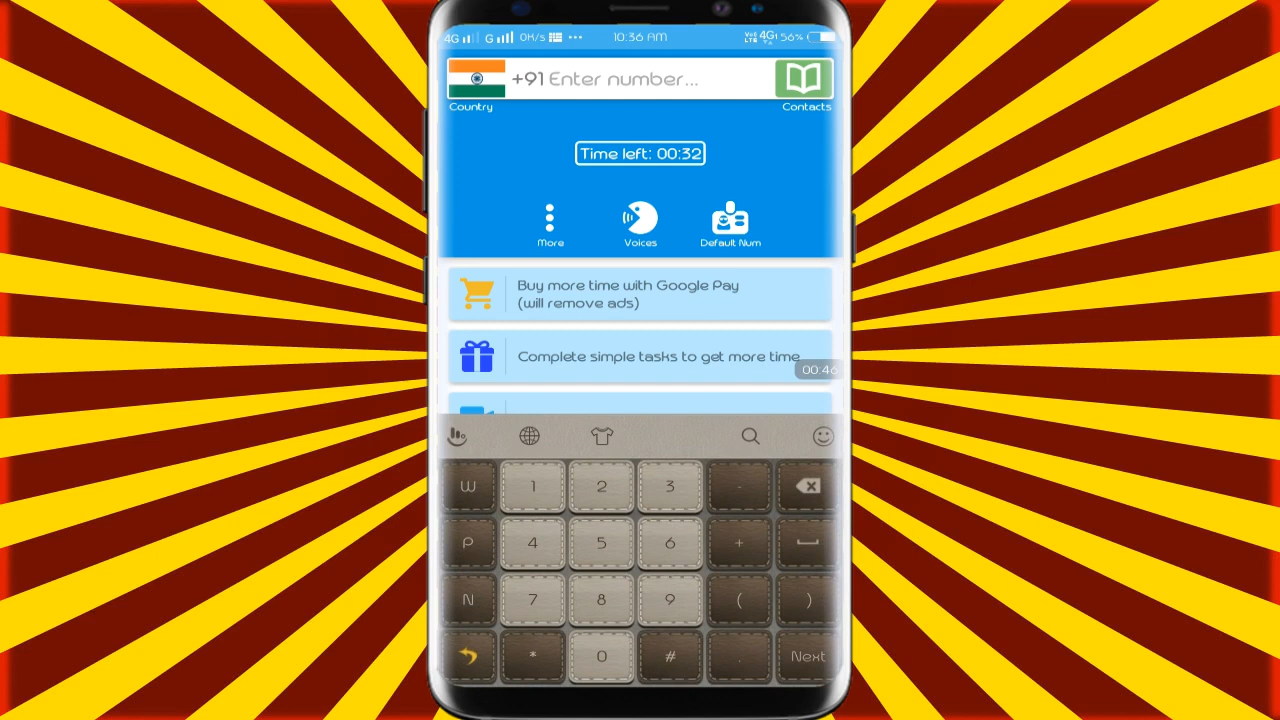 4G G 0K/s ••• 10:36 AM VoD LTE 4G 56%
+91 Enter number...
Country Contacts
Time left: 00:32
More Voices Default Num
Buy more time with Google Pay
(will remove ads)
Complete simple tasks to get more time
00:46
W 1 2 3 -
P 4 5 6 +
N 7 8 9 ( )
* 0 # . Next